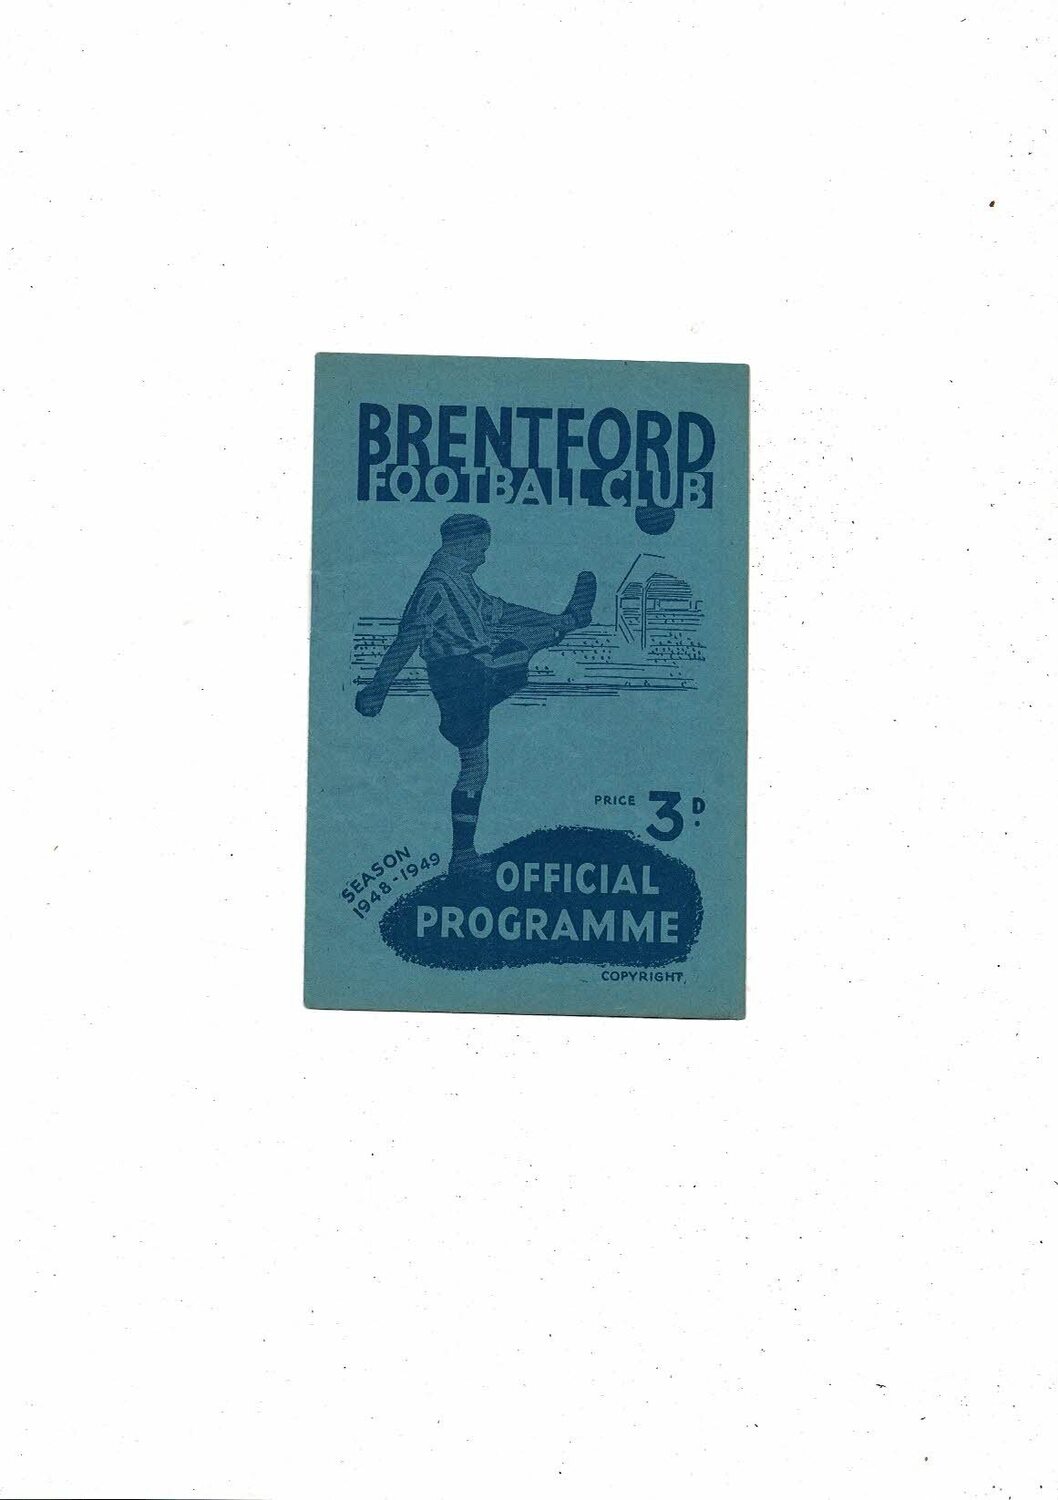 BRENTFORD
FOOTBALL CLUB
PRICE 3D.
SEASON
1948-1949
OFFICIAL
PROGRAMME
COPYRIGHT.